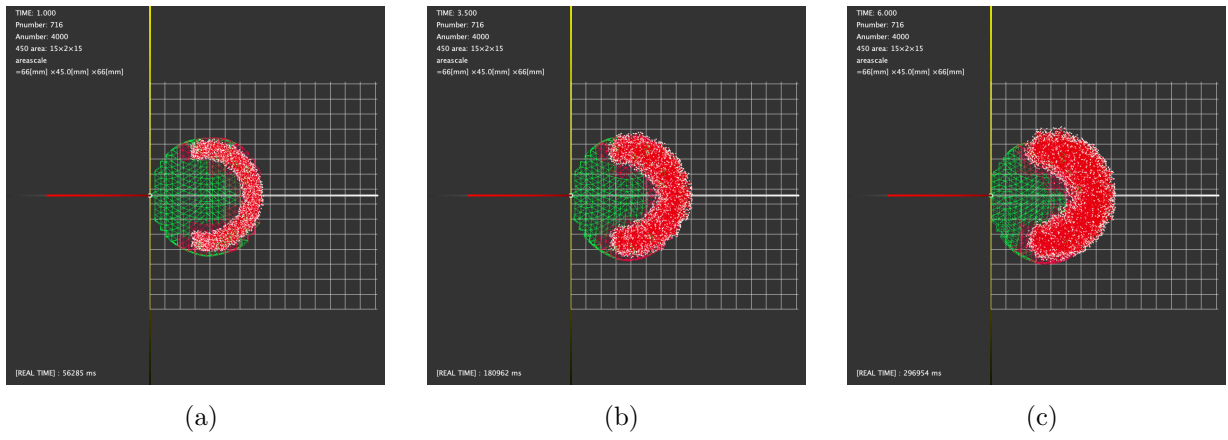 TIME: 1.000
Pnumber: 716
Anumber: 4000
450 area: 15×2×15
areascale
=66[mm] ×45.0[mm] ×66[mm]
[REAL TIME] : 56285 ms
(a)
TIME: 3.500
Pnumber: 716
Anumber: 4000
450 area: 15×2×15
areascale
=66[mm] ×45.0[mm] ×66[mm]
[REAL TIME] : 180962 ms
(b)
TIME: 6.000
Pnumber: 716
Anumber: 4000
450 area: 15×2×15
areascale
=66[mm] ×45.0[mm] ×66[mm]
[REAL TIME] : 296954 ms
(c)